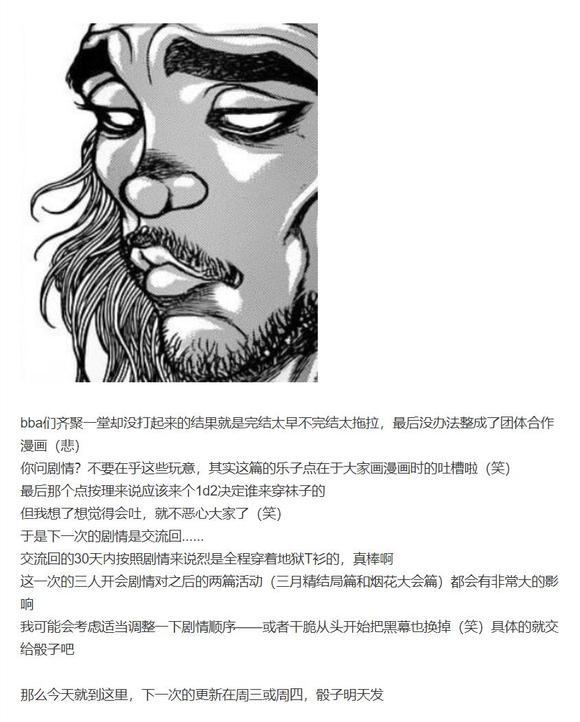 bba们齐聚一堂却没打起来的结果就是完结太早不完结太拖拉，最后没办法整成了团体合作
漫画（悲）
你问剧情？不要在乎这些玩意，其实这篇的乐子点在于大家画漫画时的吐槽啦（笑）
最后那个点按理来说应该来个1d2决定谁来穿袜子的
但我想了想觉得会吐，就不恶心大家了（笑）
于是下一次的剧情是交流回......
交流回的30天内按照剧情来说烈是全程穿着地狱T衫的，真棒啊
这一次的三人开会剧情对之后的两篇活动（三月精结局篇和烟花大会篇）都会有非常大的影
响
我可能会考虑适当调整一下剧情顺序——或者干脆从头开始把黑幕也换掉（笑）具体的就交
给骰子吧
那么今天就到这里，下一次的更新在周三或周四，骰子明天发